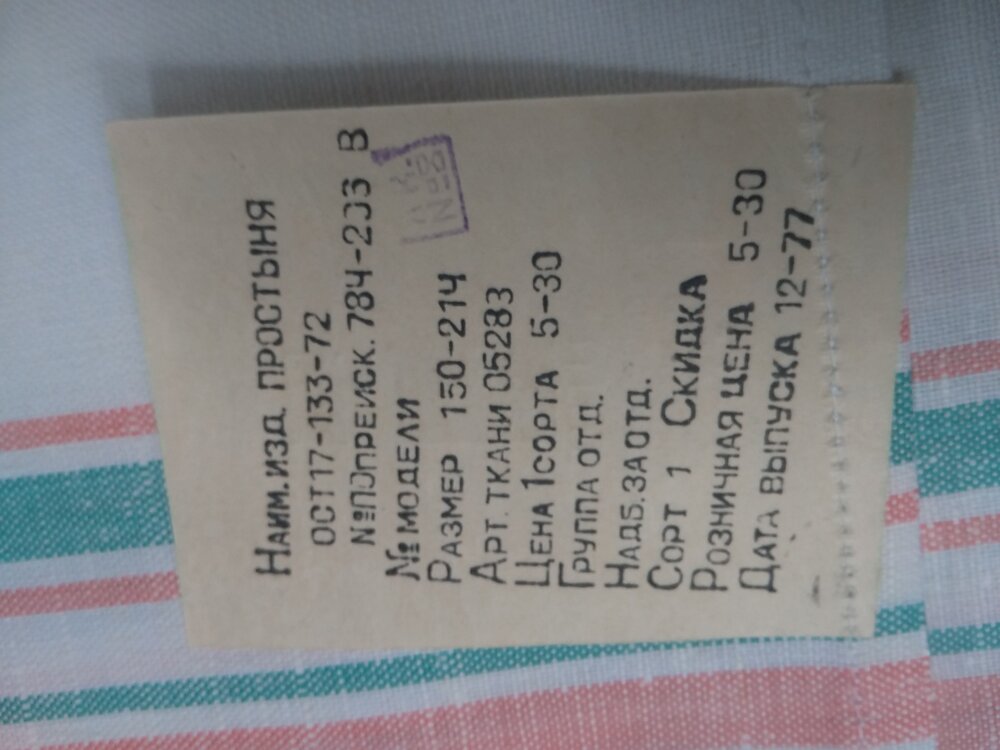 Наим.изд ПРОСТЫНЯ
ОСТ17-133-72
№ПОПРЕЙСК.784-203 В
№ МОДЕЛИ
РАЗМЕР 150-214
АРТ.ТКАНИ 05283
ЦЕНА 1СОРТА 5-30
ГРУППА ОТД.
НАДБ.ЗА ОТД.
СОРТ 1 СКИДКА
РОЗНИЧНАЯ ЦЕНА 5-30
ДАТА ВЫПУСКА 12-77